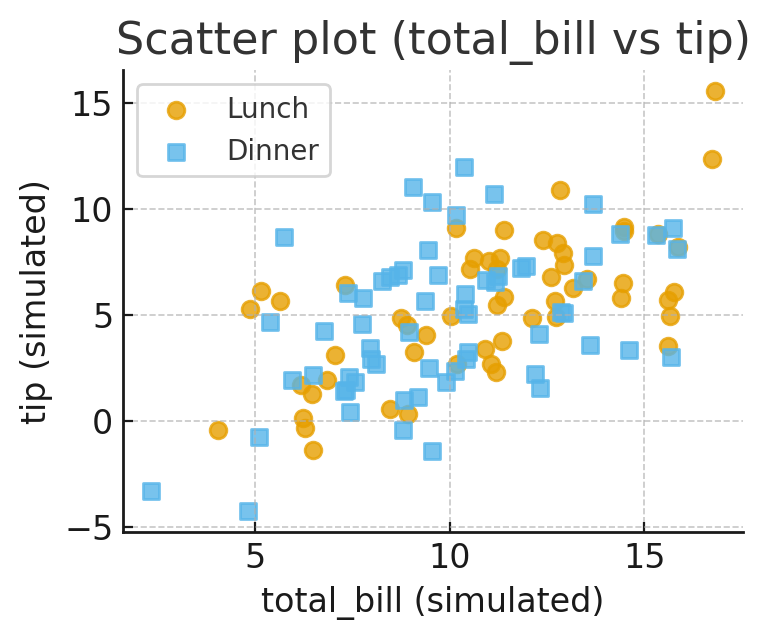 Scatter plot (total_bill vs tip)
Lunch
Dinner
15
10
5
0
−5
5 10 15
tip (simulated)
total_bill (simulated)